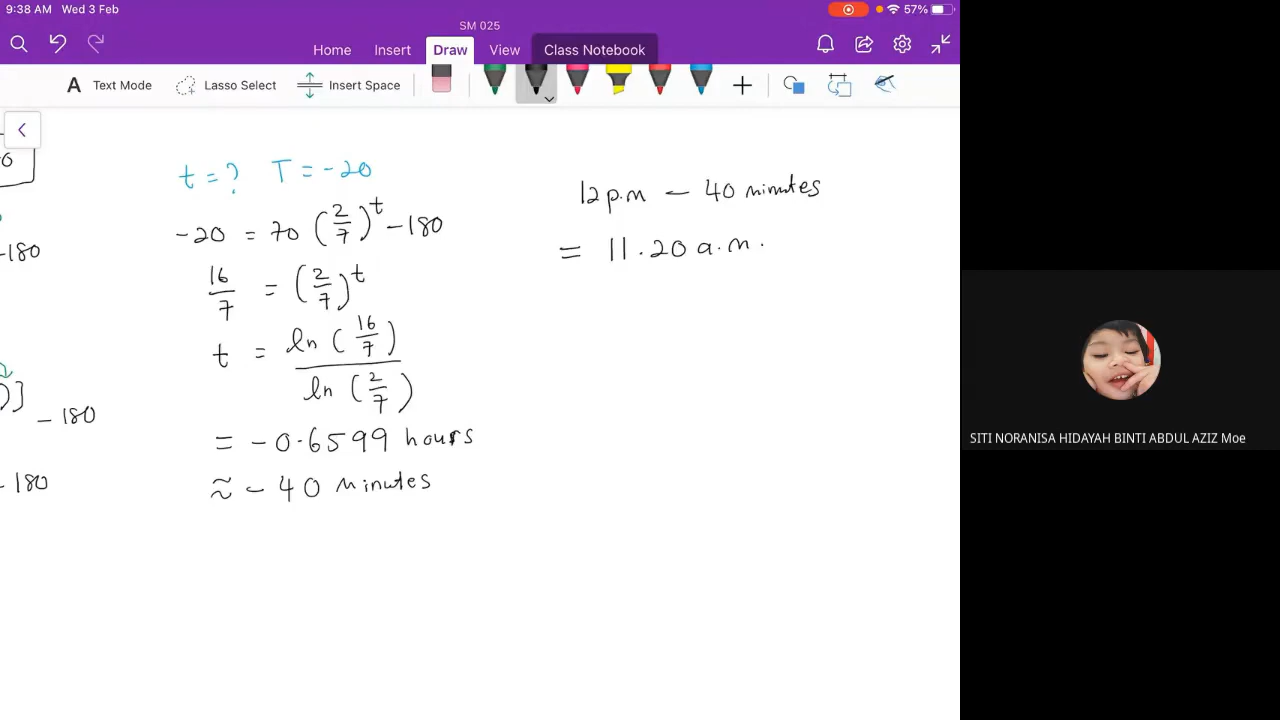 9:38 AM Wed 3 Feb
57%
SM 025
Home Insert Draw View Class Notebook
A Text Mode Lasso Select Insert Space
t = ? T = -20
-20 = 70 (2/7)^t - 180
16/7 = (2/7)^t
t = ln (16/7) / ln (2/7)
= -0.6599 hours
≈ - 40 minutes
12 p.m - 40 minutes
= 11.20 a.m.
0
-180
)]
- 180
- 180
SITI NORANISA HIDAYAH BINTI ABDUL AZIZ Moe